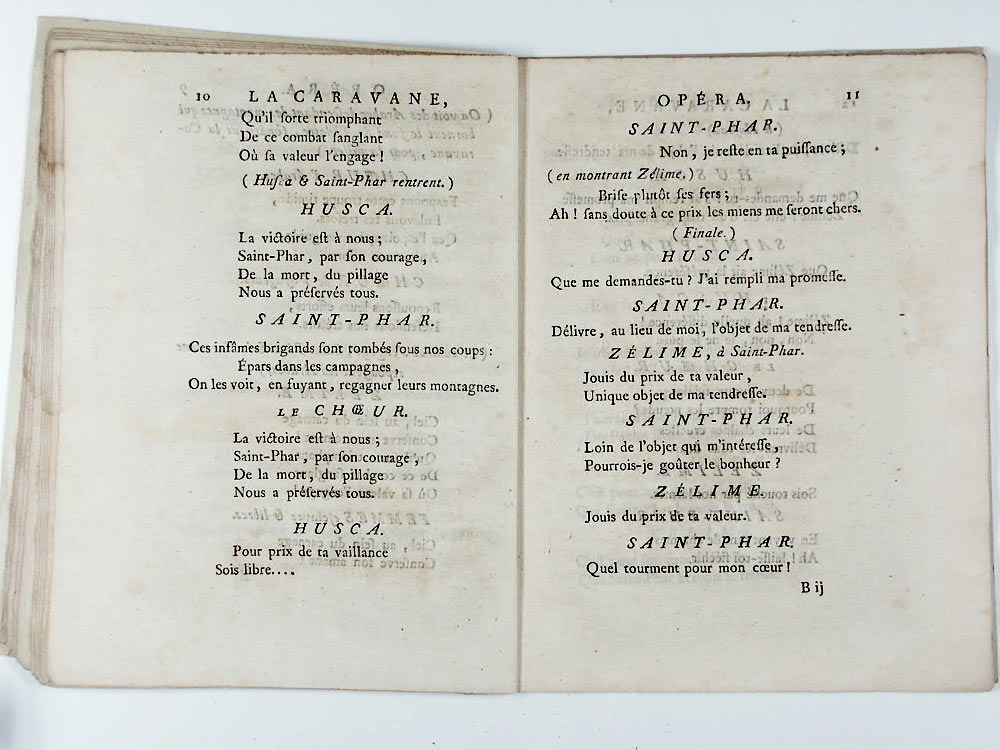 10 LA CARAVANE,
Qu'il ſorte triomphant
De ce combat ſanglant
Où ſa valeur l'engage !
( Huſca & Saint-Phar rentrent. )
HUSCA.
La victoire eſt à nous ;
Saint-Phar, par ſon courage,
De la mort, du pillage
Nous a préſervés tous.
SAINT-PHAR.
Ces infâmes brigands ſont tombés ſous nos coups :
Épars dans les campagnes,
On les voit, en fuyant, regagner leurs montagnes.
LE CHŒUR.
La victoire eſt à nous ;
Saint-Phar, par ſon courage,
De la mort, du pillage
Nous a préſervés tous.
HUSCA.
Pour prix de ta vaillance
Sois libre....
OPÉRA. 11
SAINT-PHAR.
Non, je reſte en ta puiſſance ;
( en montrant Zélime. )
Briſe plutôt ſes fers ;
Ah ! ſans doute à ce prix les miens me ſeront chers.
( Finale. )
HUSCA.
Que me demandes-tu ? J'ai rempli ma promeſſe.
SAINT-PHAR.
Délivre, au lieu de moi, l'objet de ma tendreſſe.
ZÉLIME, à Saint-Phar.
Jouis du prix de ta valeur,
Unique objet de ma tendreſſe.
SAINT-PHAR.
Loin de l'objet qui m'intéreſſe,
Pourrois-je goûter le bonheur ?
ZÉLIME.
Jouis du prix de ta valeur.
SAINT-PHAR.
Quel tourment pour mon cœur !
B ij